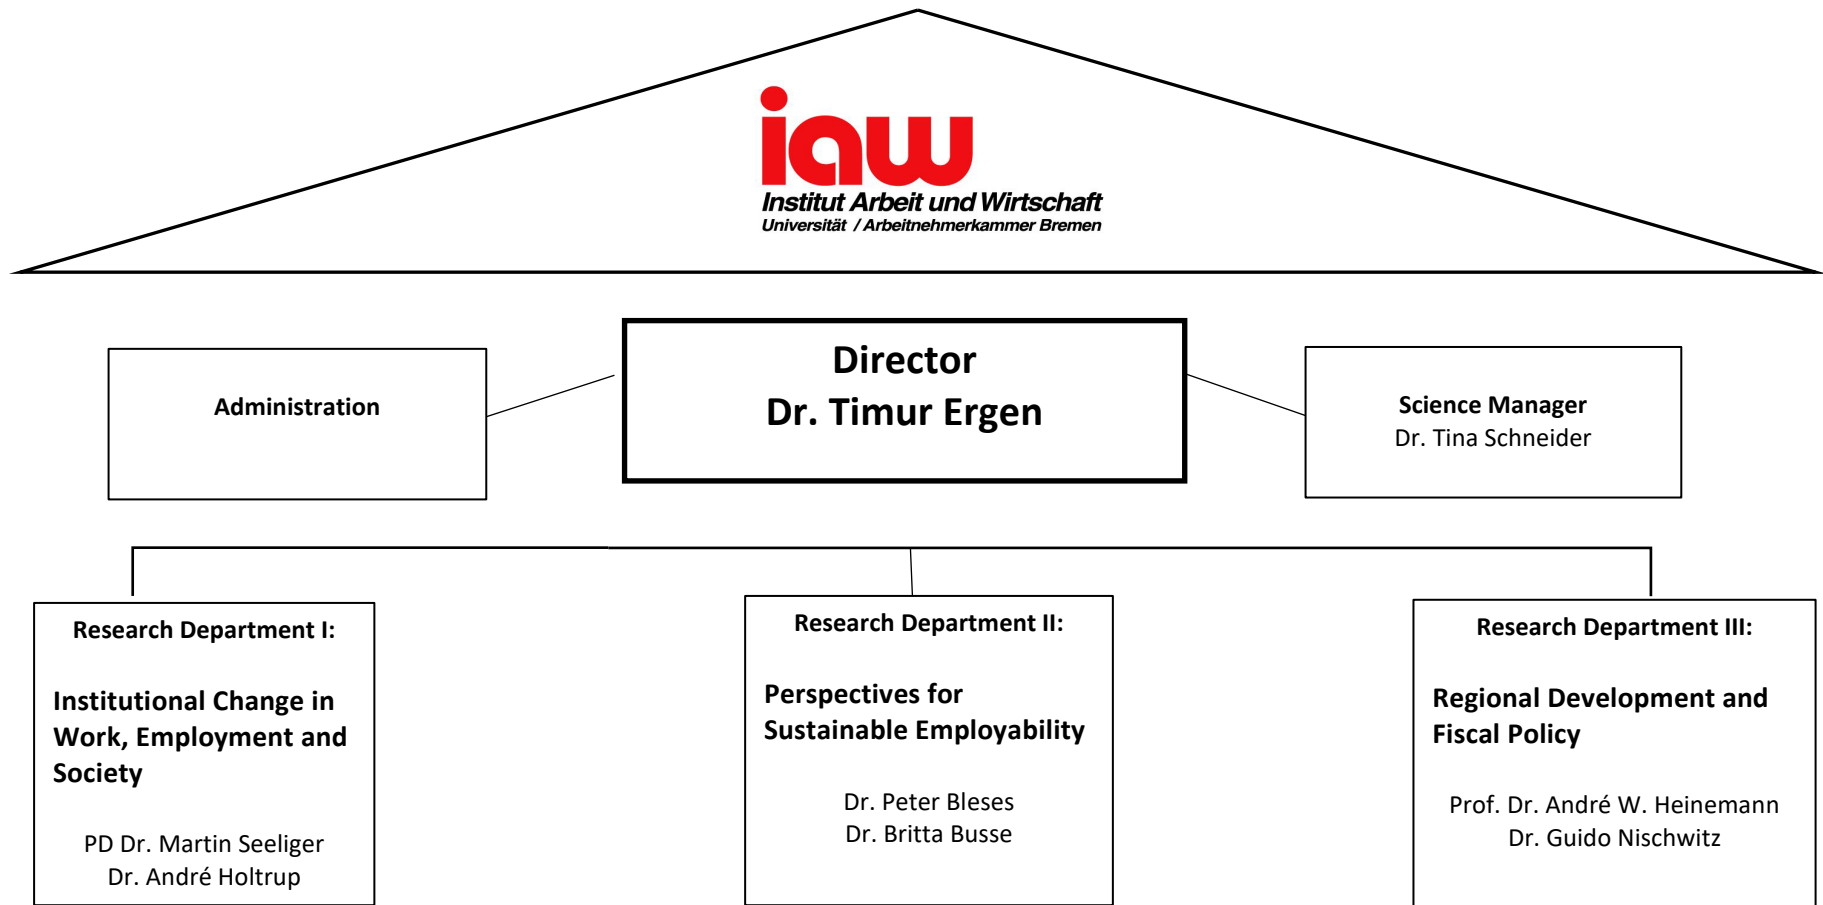 iaw
Institut Arbeit und Wirtschaft
Universität / Arbeitnehmerkammer Bremen
Administration
Director
Dr. Timur Ergen
Science Manager
Dr. Tina Schneider
Research Department I:
Institutional Change in
Work, Employment and
Society
PD Dr. Martin Seeliger
Dr. André Holtrup
Research Department II:
Perspectives for
Sustainable Employability
Dr. Peter Bleses
Dr. Britta Busse
Research Department III:
Regional Development and
Fiscal Policy
Prof. Dr. André W. Heinemann
Dr. Guido Nischwitz